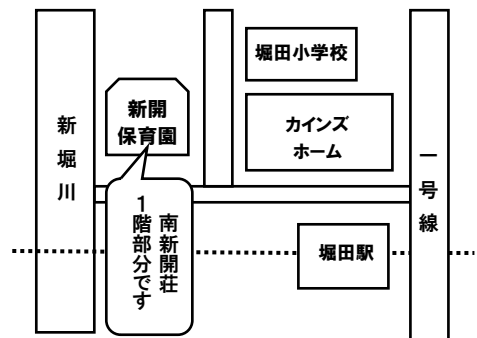 堀田小学校
新開
保育園
カインズ
ホーム
新堀川
一号線
南新開荘
1階部分です
堀田駅